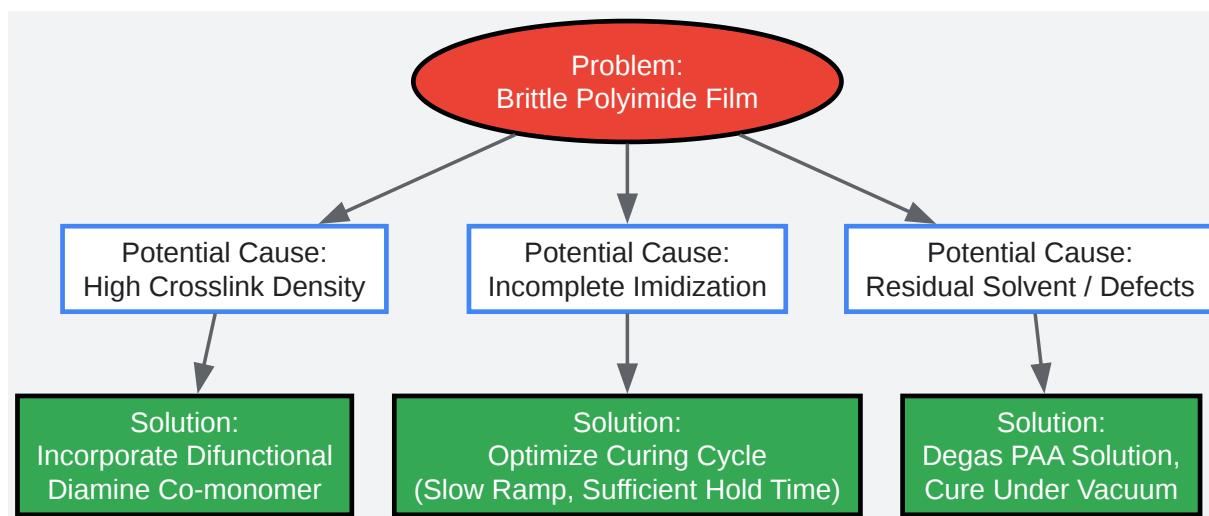 Problem:
Brittle Polyimide Film
Potential Cause:
High Crosslink Density
Potential Cause:
Incomplete Imidization
Potential Cause:
Residual Solvent / Defects
Solution:
Incorporate Difunctional
Diamine Co-monomer
Solution:
Optimize Curing Cycle
(Slow Ramp, Sufficient Hold Time)
Solution:
Degas PAA Solution,
Cure Under Vacuum